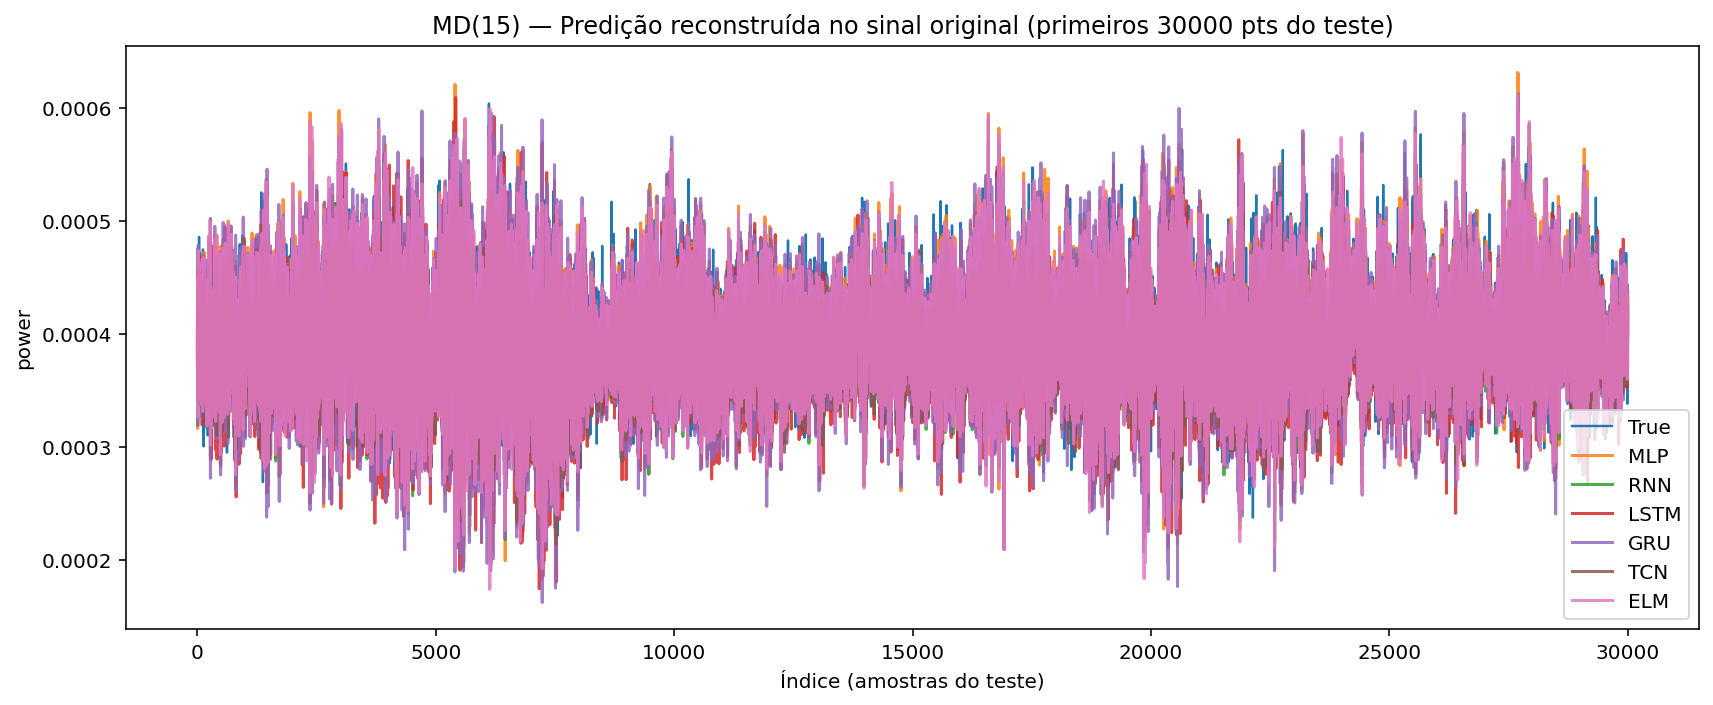 MD(15) — Predição reconstruída no sinal original (primeiros 30000 pts do teste)
power
0.0006
0.0005
0.0004
0.0003
0.0002
True
MLP
RNN
LSTM
GRU
TCN
ELM
0 5000 10000 15000 20000 25000 30000
Índice (amostras do teste)